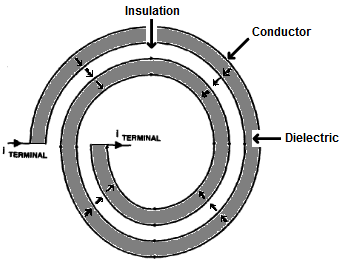 Insulation
Conductor
i TERMINAL
Dielectric
i TERMINAL